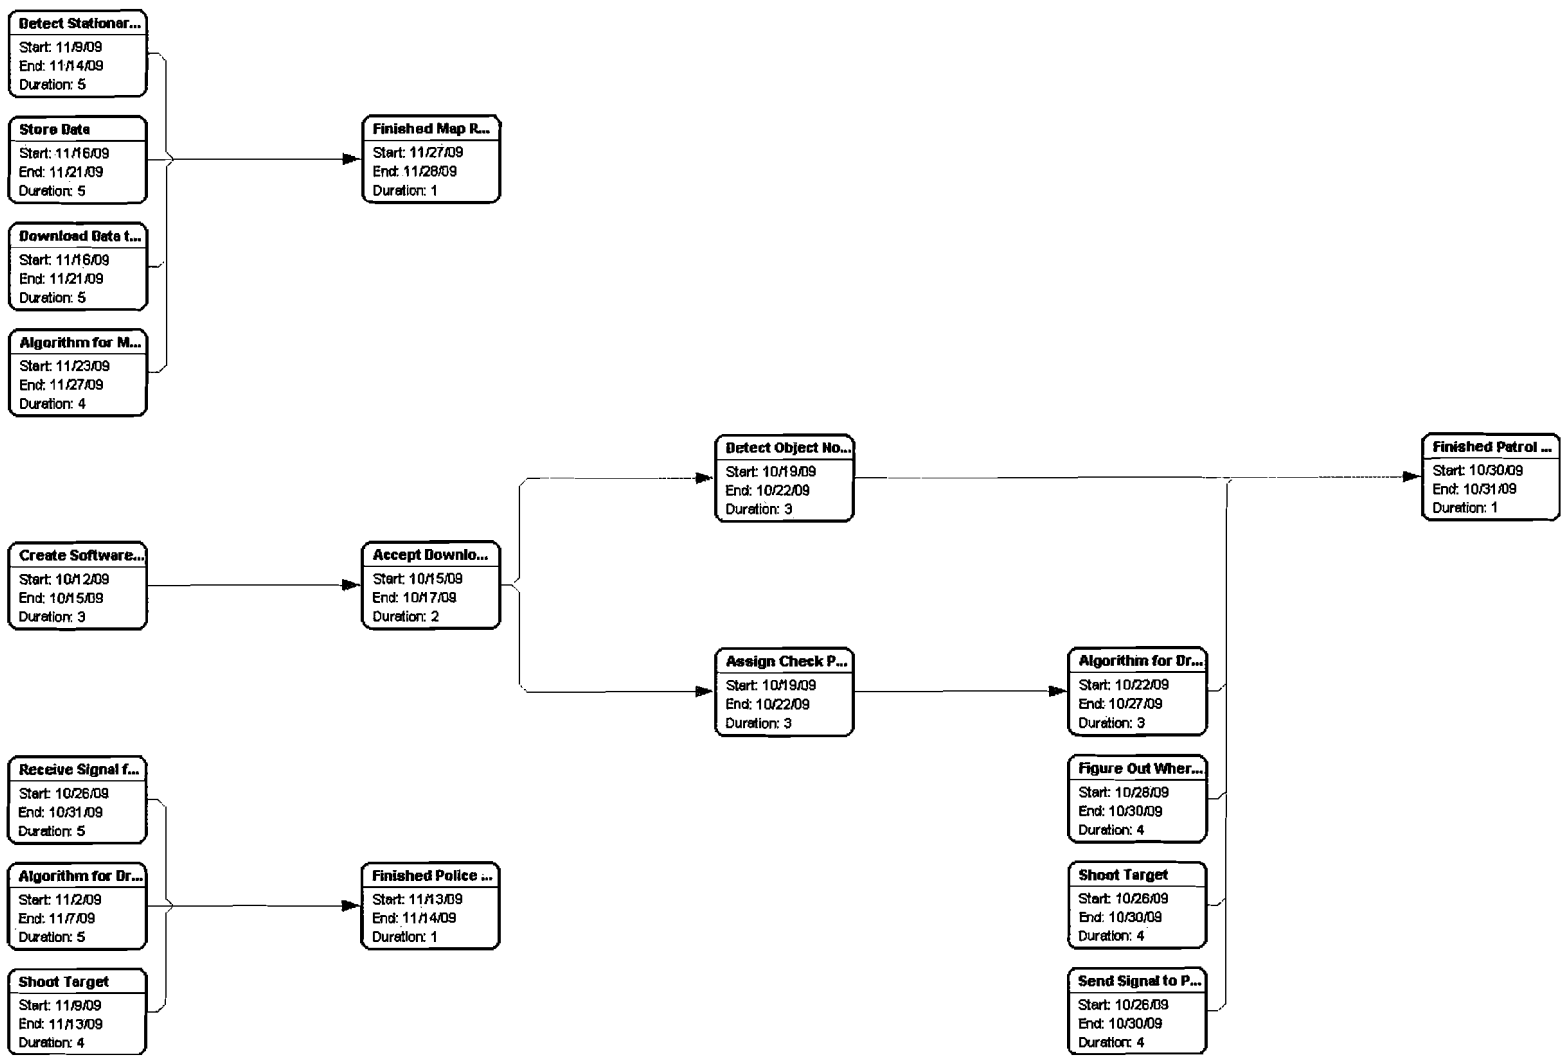 Detect Stationar...
Start: 11/9/09
End: 11/14/09
Duration: 5
Store Data
Start: 11/16/09
End: 11/21/09
Duration: 5
Finished Map R...
Start: 11/27/09
End: 11/28/09
Duration: 1
Download Data t...
Start: 11/16/09
End: 11/21/09
Duration: 5
Algorithm for M...
Start: 11/23/09
End: 11/27/09
Duration: 4
Detect Object No...
Start: 10/19/09
End: 10/22/09
Duration: 3
Finished Patrol ...
Start: 10/30/09
End: 10/31/09
Duration: 1
Create Software...
Start: 10/12/09
End: 10/15/09
Duration: 3
Accept Downlo...
Start: 10/15/09
End: 10/17/09
Duration: 2
Assign Check P...
Start: 10/19/09
End: 10/22/09
Duration: 3
Algorithm for Dr...
Start: 10/22/09
End: 10/27/09
Duration: 3
Receive Signal f...
Start: 10/26/09
End: 10/31/09
Duration: 5
Figure Out Wher...
Start: 10/28/09
End: 10/30/09
Duration: 4
Algorithm for Dr...
Start: 11/2/09
End: 11/7/09
Duration: 5
Finished Police ...
Start: 11/13/09
End: 11/14/09
Duration: 1
Shoot Target
Start: 10/26/09
End: 10/30/09
Duration: 4
Shoot Target
Start: 11/9/09
End: 11/13/09
Duration: 4
Send Signal to P...
Start: 10/26/09
End: 10/30/09
Duration: 4